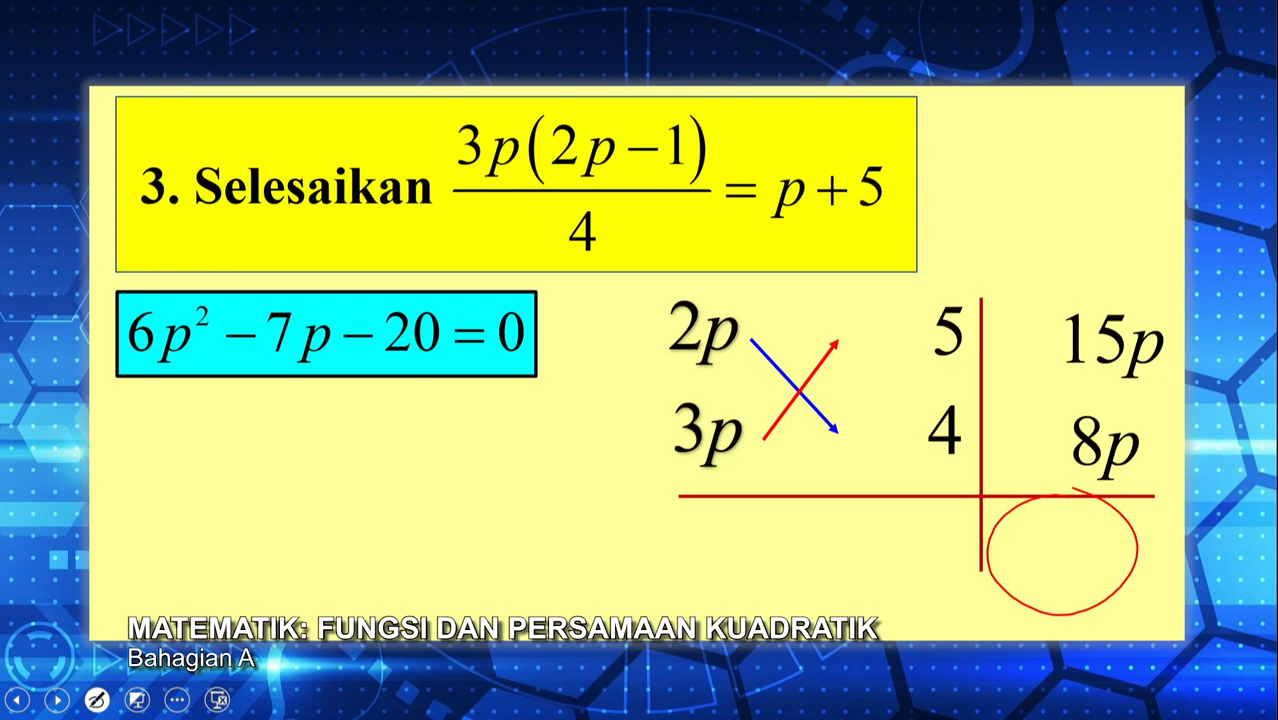 3. Selesaikan \frac{3p(2p-1)}{4} = p+5
6p² − 7p − 20 = 0
2p 5 15p
3p 4 8p
MATEMATIK: FUNGSI DAN PERSAMAAN KUADRATIK
Bahagian A